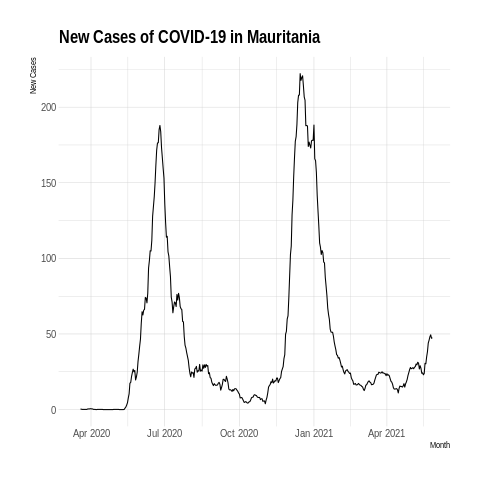 New Cases of COVID-19 in Mauritania
New Cases
200
150
100
50
0
Apr 2020 Jul 2020 Oct 2020 Jan 2021 Apr 2021
Month